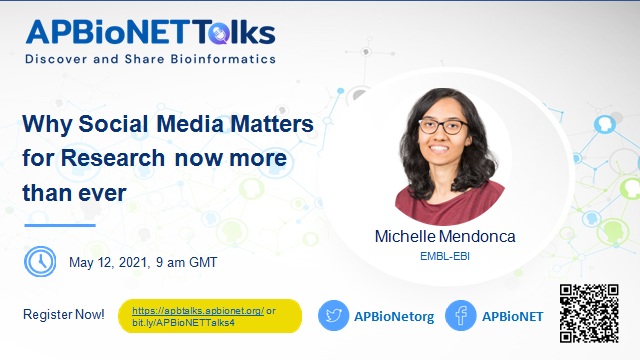 APBioNETTalks
Discover and Share Bioinformatics
Why Social Media Matters
for Research now more
than ever
Michelle Mendonca
EMBL-EBI
May 12, 2021, 9 am GMT
Register Now!
https://apbtalks.apbionet.org/ or
bit.ly/APBioNETTalks4
APBioNetorg
APBioNET